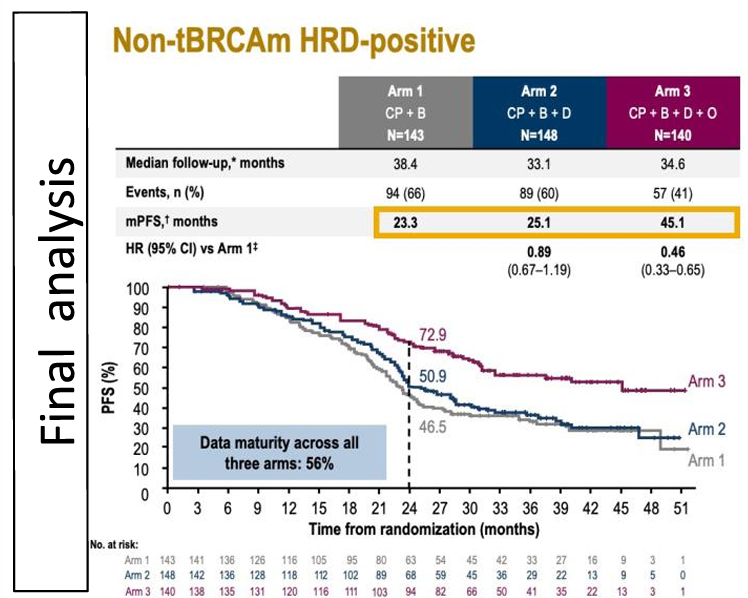 Final analysis
Non-tBRCAm HRD-positive
Arm 1 Arm 2 Arm 3
CP + B CP + B + D CP + B + D + O
N=143 N=148 N=140
Median follow-up,* months 38.4 33.1 34.6
Events, n (%) 94 (66) 89 (60) 57 (41)
mPFS,† months 23.3 25.1 45.1
HR (95% CI) vs Arm 1‡ 0.89 0.46
(0.67–1.19) (0.33–0.65)
PFS (%)
100
90
80
70
60
50
40
30
20
10
0
72.9
50.9
46.5
Arm 3
Arm 2
Arm 1
Data maturity across all
three arms: 56%
0 3 6 9 12 15 18 21 24 27 30 33 36 39 42 45 48 51
Time from randomization (months)
No. at risk:
Arm 1 143 141 136 126 116 105 95 80 63 54 45 42 33 27 16 9 3 1
Arm 2 148 142 136 128 118 112 102 89 68 59 45 36 29 22 13 9 5 0
Arm 3 140 138 135 131 120 116 111 103 94 82 66 50 41 35 22 13 3 1